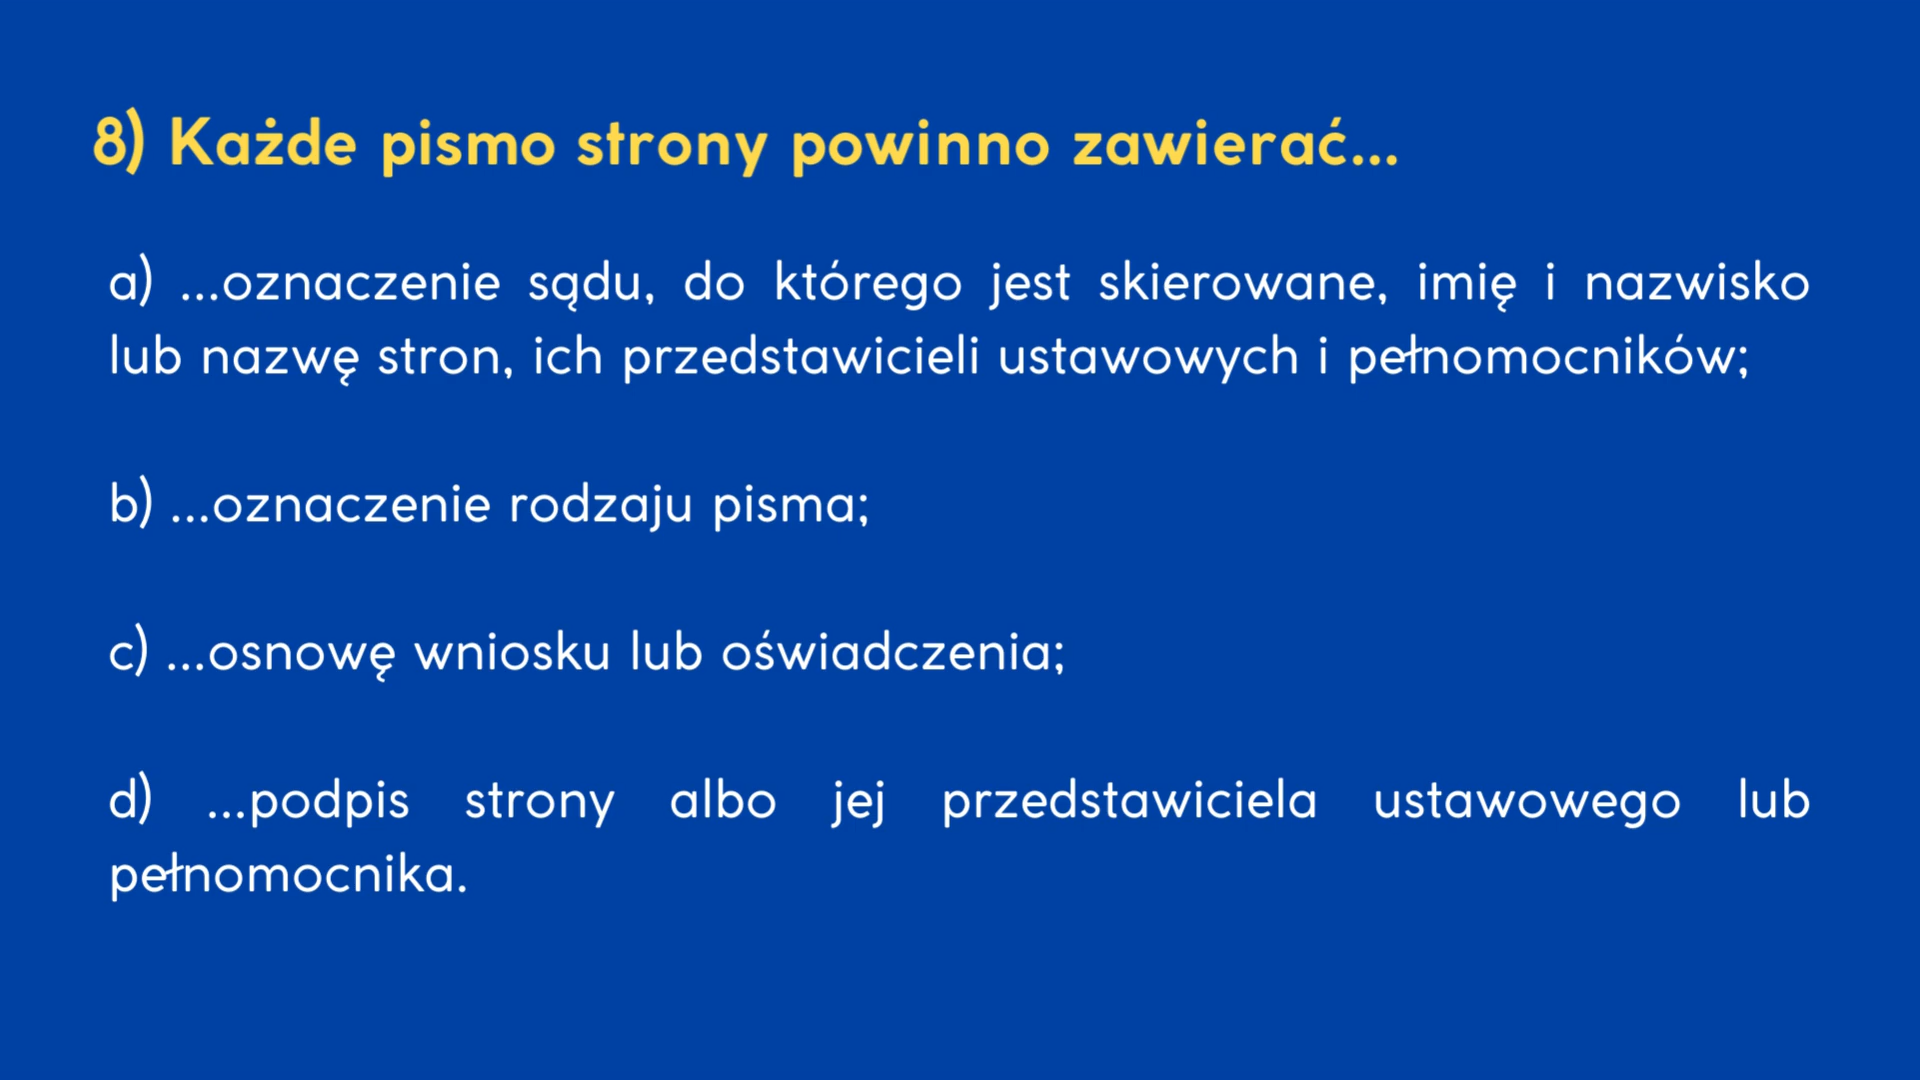 8) Każde pismo strony powinno zawierać...
a) ...oznaczenie sądu, do którego jest skierowane, imię i nazwisko
lub nazwę stron, ich przedstawicieli ustawowych i pełnomocników;
b) ...oznaczenie rodzaju pisma;
c) ...osnowę wniosku lub oświadczenia;
d) ...podpis strony albo jej przedstawiciela ustawowego lub
pełnomocnika.